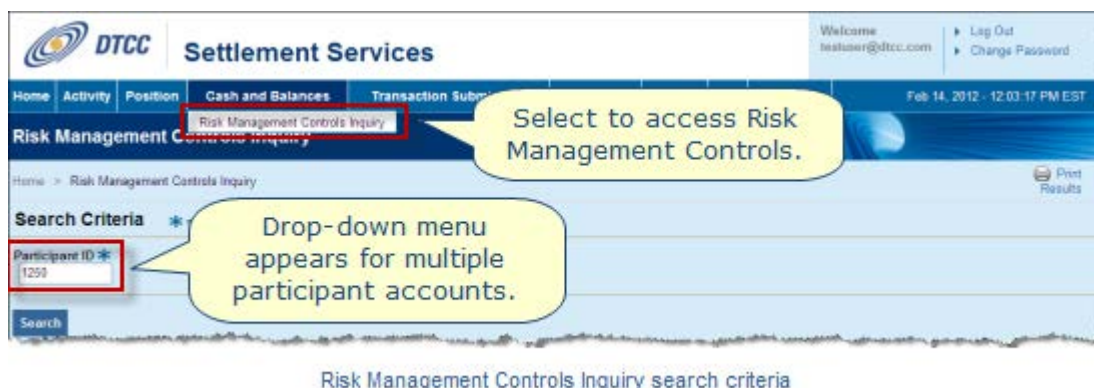 DTCC
Settlement Services
Welcome
testuser@dtcc.com
Log Out
Change Password
Home Activity Position Cash and Balances Transaction
Feb 14, 2012 - 12:03:17 PM EST
Risk Management Controls Inquiry
Risk Management Controls Inquiry
Select to access Risk
Management Controls.
Home > Risk Management Controls Inquiry
Print
Results
Search Criteria *
Drop-down menu
appears for multiple
participant accounts.
Participant ID *
1250
Search
Risk Management Controls Inquiry search criteria